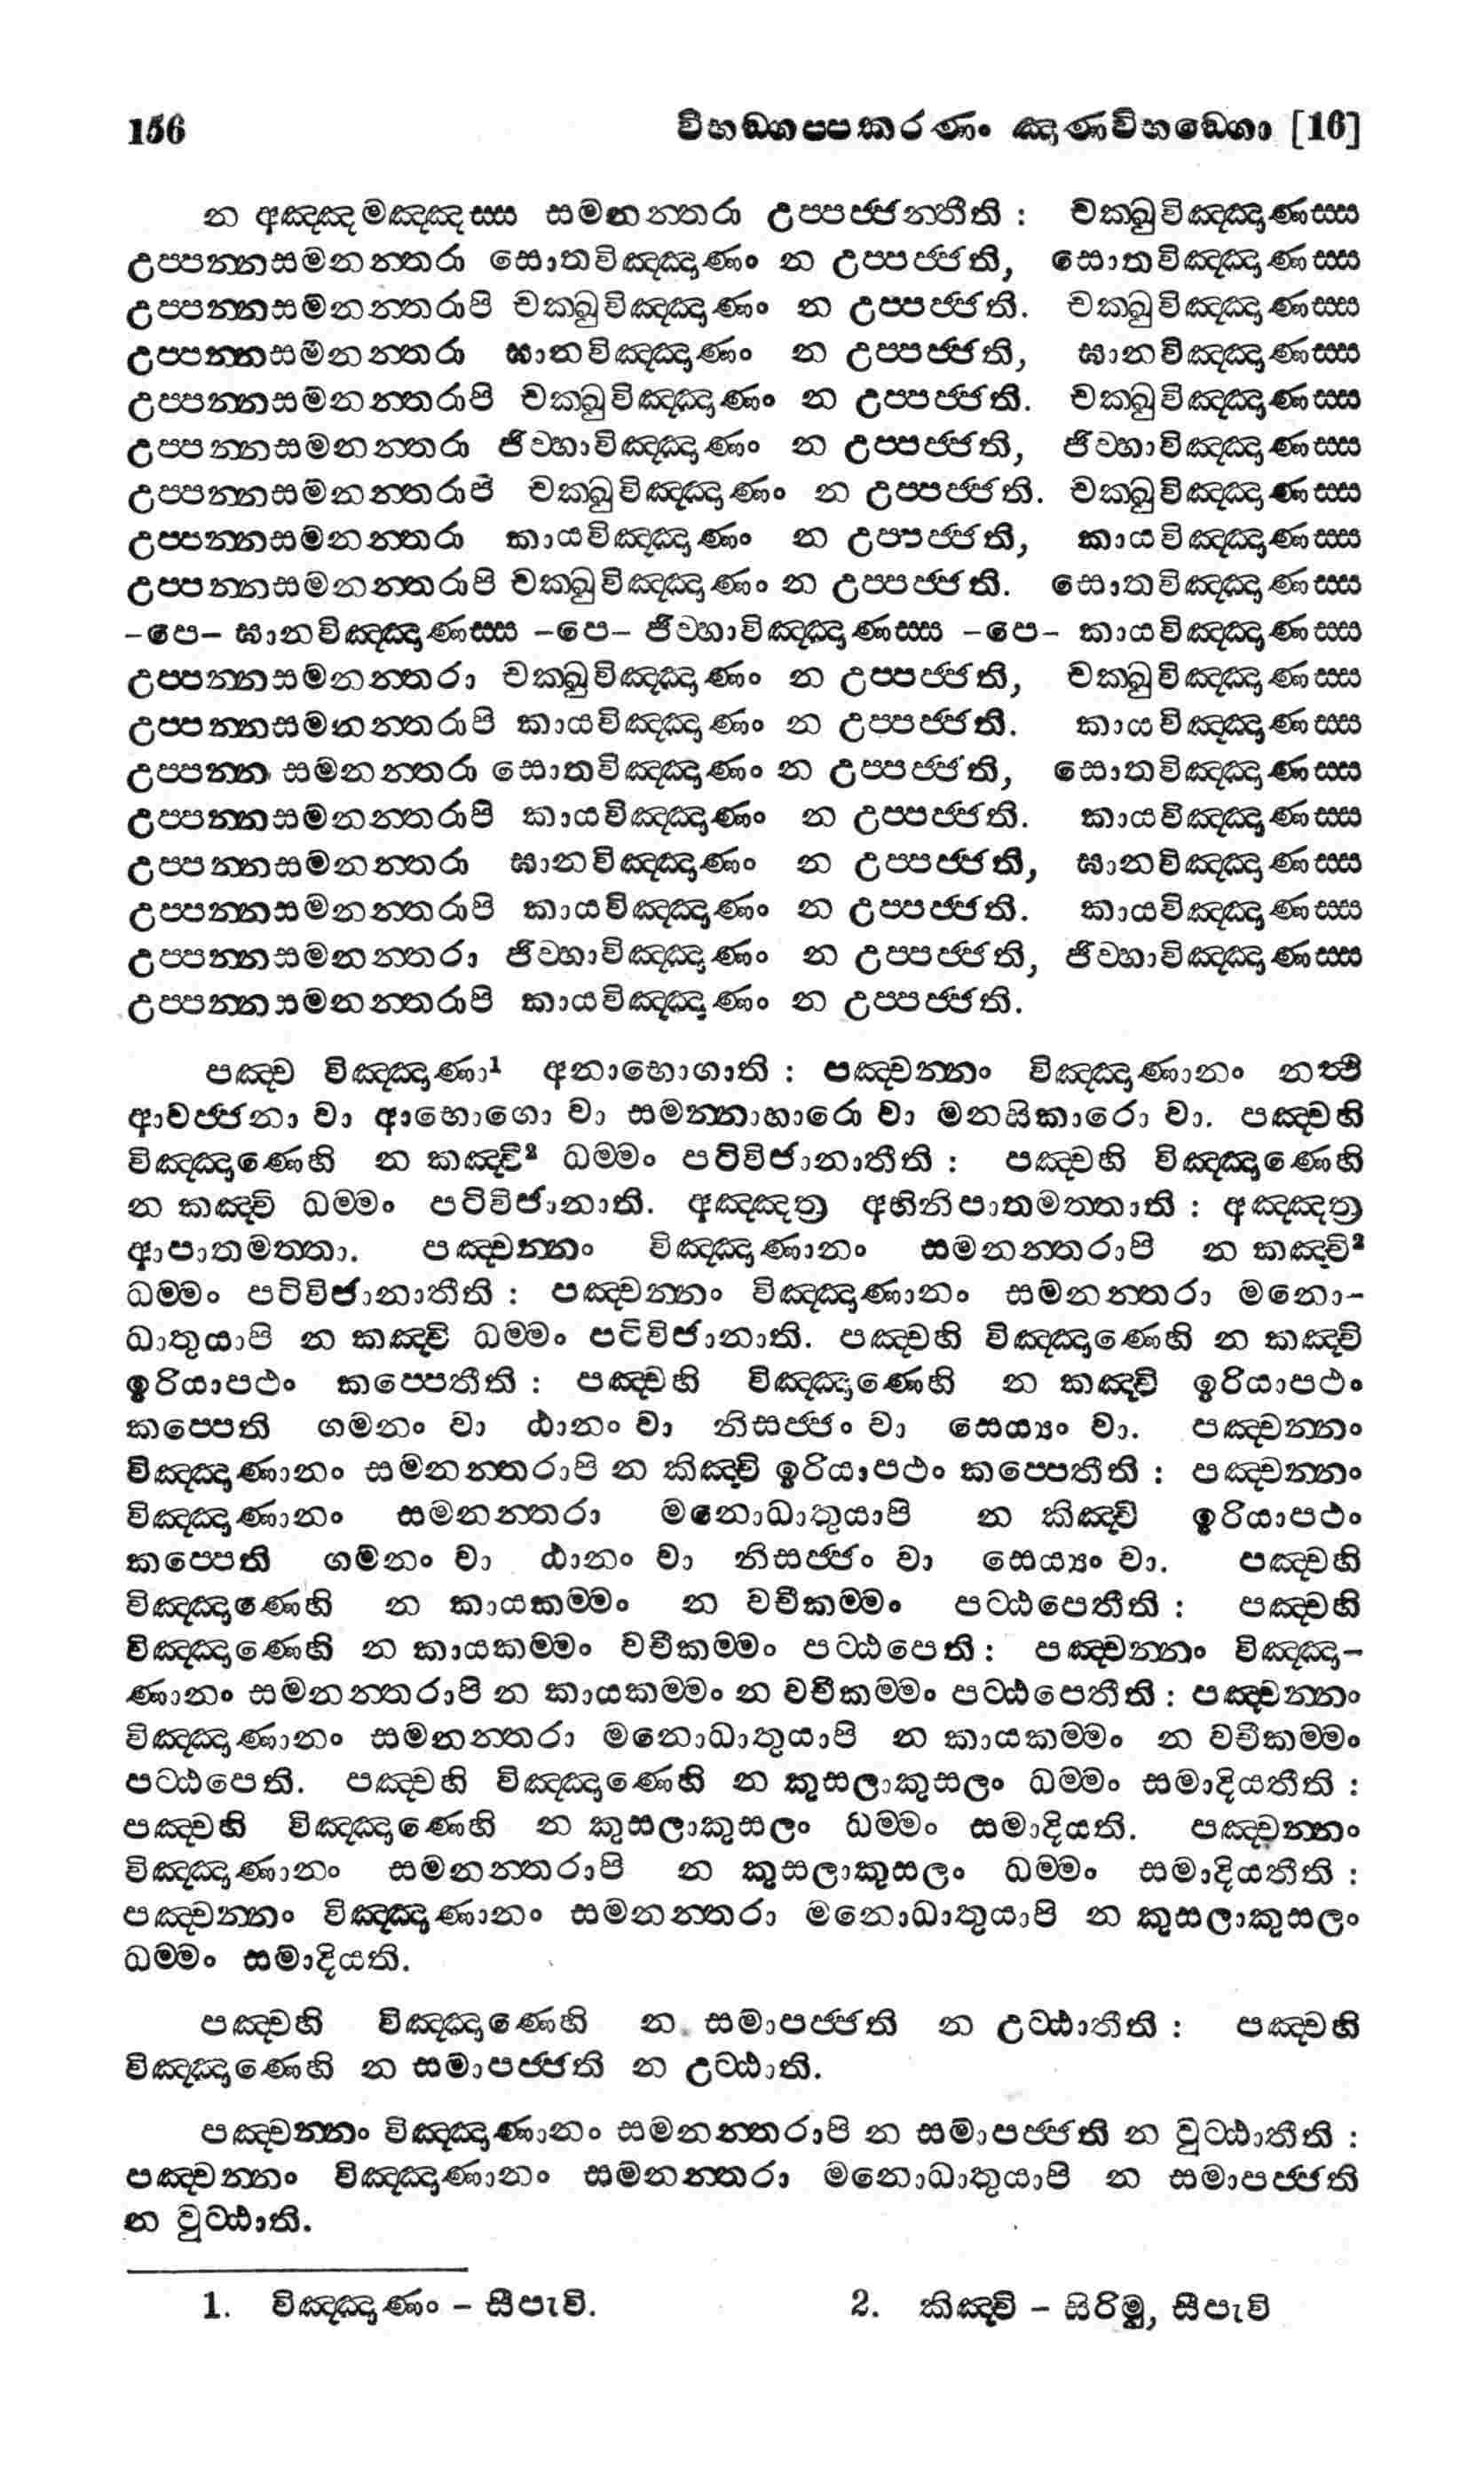 156 විභඞ්ගප්පකරණං ඤාණවිභඞ්ගො [16]
න අඤ්ඤමඤ්ඤස්ස සමනන්තරා උප්පජ්ජන්තීති : චක්ඛුවිඤ්ඤාණස්ස
උප්පන්නසමනන්තරා සොතවිඤ්ඤාණං න උප්පජ්ජති, සොතවිඤ්ඤාණස්ස
උප්පන්නසමනන්තරාපි චක්ඛුවිඤ්ඤාණං න උප්පජ්ජති. චක්ඛුවිඤ්ඤාණස්ස
උප්පන්නසමනන්තරා ඝානවිඤ්ඤාණං න උප්පජ්ජති, ඝානවිඤ්ඤාණස්ස
උප්පන්නසමනන්තරාපි චක්ඛුවිඤ්ඤාණං න උප්පජ්ජති. චක්ඛුවිඤ්ඤාණස්ස
උප්පන්නසමනන්තරා ජිව්හාවිඤ්ඤාණං න උප්පජ්ජති, ජිව්හාවිඤ්ඤාණස්ස
උප්පන්නසමනන්තරාපි චක්ඛුවිඤ්ඤාණං න උප්පජ්ජති. චක්ඛුවිඤ්ඤාණස්ස
උප්පන්නසමනන්තරා කායවිඤ්ඤාණං න උප්පජ්ජති, කායවිඤ්ඤාණස්ස
උප්පන්නසමනන්තරාපි චක්ඛුවිඤ්ඤාණං න උප්පජ්ජති. සොතවිඤ්ඤාණස්ස
-පෙ- ඝානවිඤ්ඤාණස්ස -පෙ- ජිව්හාවිඤ්ඤාණස්ස -පෙ- කායවිඤ්ඤාණස්ස
උප්පන්නසමනන්තරා චක්ඛුවිඤ්ඤාණං න උප්පජ්ජති, චක්ඛුවිඤ්ඤාණස්ස
උප්පන්නසමනන්තරාපි කායවිඤ්ඤාණං න උප්පජ්ජති. කායවිඤ්ඤාණස්ස
උප්පන්න සමනන්තරා සොතවිඤ්ඤාණං න උප්පජ්ජති, සොතවිඤ්ඤාණස්ස
උප්පන්නසමනන්තරාපි කායවිඤ්ඤාණං න උප්පජ්ජති. කායවිඤ්ඤාණස්ස
උප්පන්නසමනන්තරා ඝානවිඤ්ඤාණං න උප්පජ්ජති, ඝානවිඤ්ඤාණස්ස
උප්පන්නසමනන්තරාපි කායවිඤ්ඤාණං න උප්පජ්ජති. කායවිඤ්ඤාණස්ස
උප්පන්නසමනන්තරා ජිව්හාවිඤ්ඤාණං න උප්පජ්ජති, ජිව්හාවිඤ්ඤාණස්ස
උප්පන්නසමනන්තරාපි කායවිඤ්ඤාණං න උප්පජ්ජති.
පඤ්ච විඤ්ඤාණා¹ අනාභොගාති : පඤ්චන්නං විඤ්ඤාණානං නත්ථි
ආවජ්ජනා වා ආභොගො වා සමන්නාහාරො වා මනසිකාරො වා. පඤ්චහි
විඤ්ඤාණෙහි න කඤ්චි² ධම්මං පටිවිජානාතීති : පඤ්චහි විඤ්ඤාණෙහි
න කඤ්චි ධම්මං පටිවිජානාති. අඤ්ඤත්‍ර අභිනිපාතමත්තාති : අඤ්ඤත්‍ර
ආපාතමත්තා. පඤ්චන්නං විඤ්ඤාණානං සමනන්තරාපි න කඤ්චි²
ධම්මං පටිවිජානාතීති : පඤ්චන්නං විඤ්ඤාණානං සමනන්තරා මනො-
ධාතුයාපි න කඤ්චි ධම්මං පටිවිජානාති. පඤ්චහි විඤ්ඤාණෙහි න කඤ්චි
ඉරියාපථං කප්පෙතීති : පඤ්චහි විඤ්ඤාණෙහි න කඤ්චි ඉරියාපථං
කප්පෙති ගමනං වා ඨානං වා නිසජ්ජං වා සෙය්‍යං වා. පඤ්චන්නං
විඤ්ඤාණානං සමනන්තරාපි න කිඤ්චි ඉරියාපථං කප්පෙතීති : පඤ්චන්නං
විඤ්ඤාණානං සමනන්තරා මනොධාතුයාපි න කිඤ්චි ඉරියාපථං
කප්පෙති ගමනං වා ඨානං වා නිසජ්ජං වා සෙය්‍යං වා. පඤ්චහි
විඤ්ඤාණෙහි න කායකම්මං න වචීකම්මං පට්ඨපෙතීති : පඤ්චහි
විඤ්ඤාණෙහි න කායකම්මං වචීකම්මං පට්ඨපෙති: පඤ්චන්නං විඤ්ඤා-
ණානං සමනන්තරාපි න කායකම්මං න වචීකම්මං පට්ඨපෙතීති : පඤ්චන්නං
විඤ්ඤාණානං සමනන්තරා මනොධාතුයාපි න කායකම්මං න වචීකම්මං
පට්ඨපෙති. පඤ්චහි විඤ්ඤාණෙහි න කුසලාකුසලං ධම්මං සමාදියතීති :
පඤ්චහි විඤ්ඤාණෙහි න කුසලාකුසලං ධම්මං සමාදියති. පඤ්චන්නං
විඤ්ඤාණානං සමනන්තරාපි න කුසලාකුසලං ධම්මං සමාදියතීති :
පඤ්චන්නං විඤ්ඤාණානං සමනන්තරා මනොධාතුයාපි න කුසලාකුසලං
ධම්මං සමාදියති.
පඤ්චහි විඤ්ඤාණෙහි න සමාපජ්ජති න උට්ඨාතීති : පඤ්චහි
විඤ්ඤාණෙහි න සමාපජ්ජති න උට්ඨාති.
පඤ්චන්නං විඤ්ඤාණානං සමනන්තරාපි න සමාපජ්ජති න වුට්ඨාතීති :
පඤ්චන්නං විඤ්ඤාණානං සමනන්තරා මනොධාතුයාපි න සමාපජ්ජති
න වුට්ඨාති.
1. විඤ්ඤාණං - සීපැවි. 2. කිඤ්චි - සිරිමු, සීපැවි